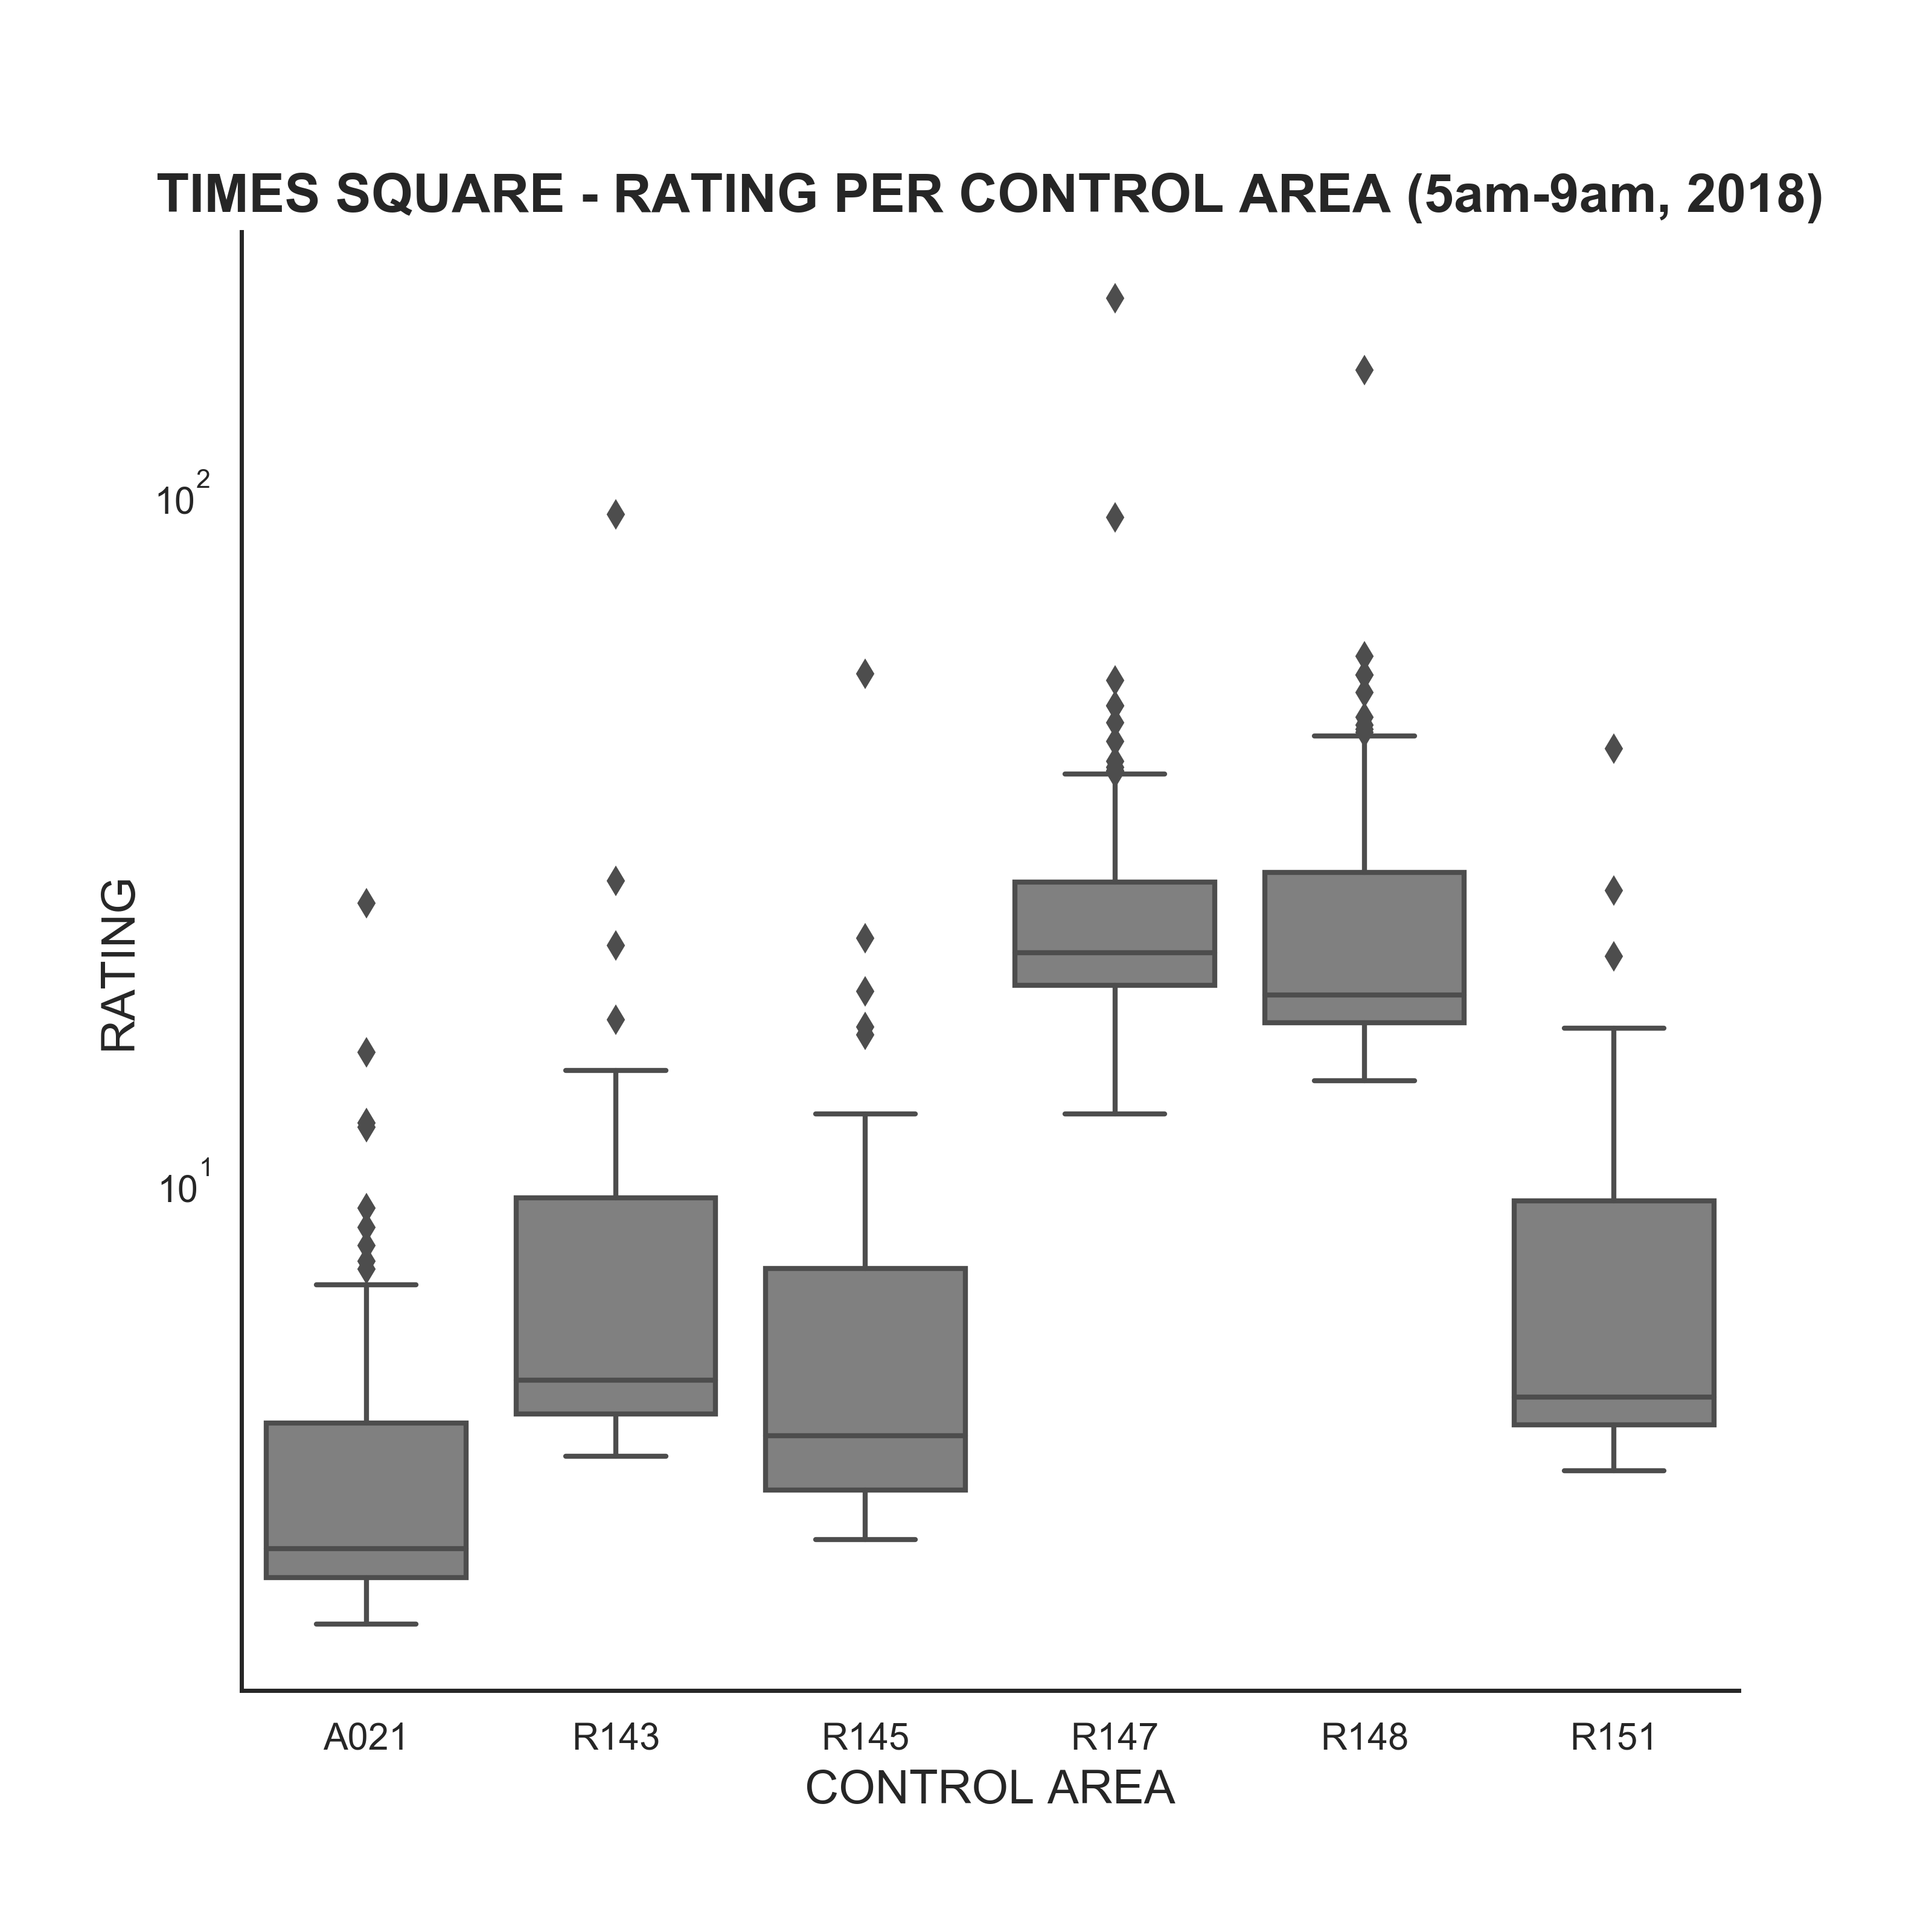 TIMES SQUARE - RATING PER CONTROL AREA (5am-9am, 2018)
10²
10¹
RATING
A021 R143 R145 R147 R148 R151
CONTROL AREA